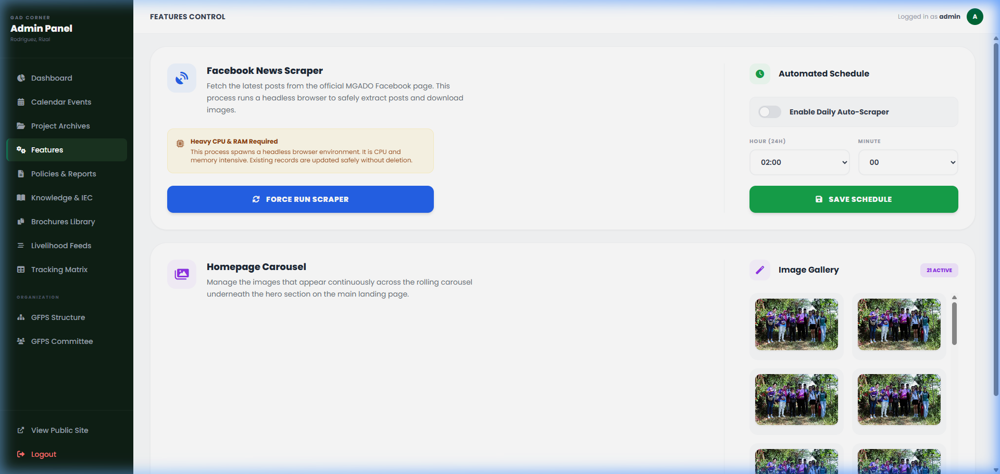 GAD CORNER
Admin Panel
Rodriguez, Rizal
Dashboard
Calendar Events
Project Archives
Features
Policies & Reports
Knowledge & IEC
Brochures Library
Livelihood Feeds
Tracking Matrix
ORGANIZATION
GFPS Structure
GFPS Committee
View Public Site
Logout
FEATURES CONTROL
Logged in as admin
A
Facebook News Scraper
Fetch the latest posts from the official MGADO Facebook page. This
process runs a headless browser to safely extract posts and download
images.
Heavy CPU & RAM Required
This process spawns a headless browser environment. It is CPU and
memory intensive. Existing records are updated safely without deletion.
FORCE RUN SCRAPER
Automated Schedule
Enable Daily Auto-Scraper
HOUR (24H)
MINUTE
02:00
00
SAVE SCHEDULE
Homepage Carousel
Manage the images that appear continuously across the rolling carousel
underneath the hero section on the main landing page.
Image Gallery
21 ACTIVE